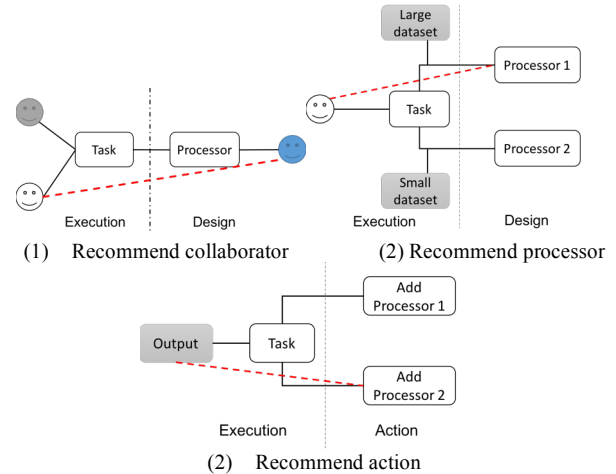 Large
dataset
Processor 1
Task
Processor 2
Small
dataset
Execution
Design
Task
Processor
Execution
Design
(1) Recommend collaborator
(2) Recommend processor
Add
Processor 1
Output
Task
Add
Processor 2
Execution
Action
(2) Recommend action